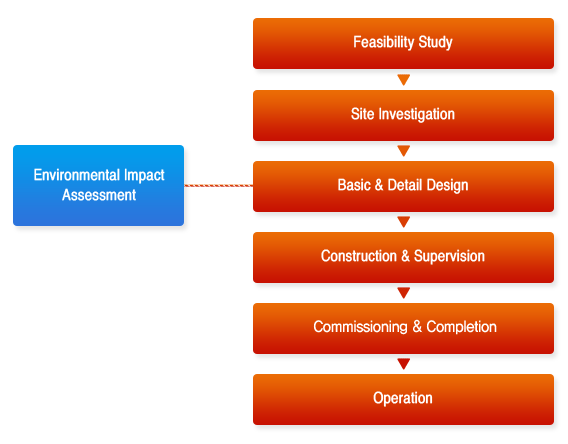 Feasibility Study
Site Investigation
Environmental Impact
Assessment
Basic & Detail Design
Construction & Supervision
Commissioning & Completion
Operation